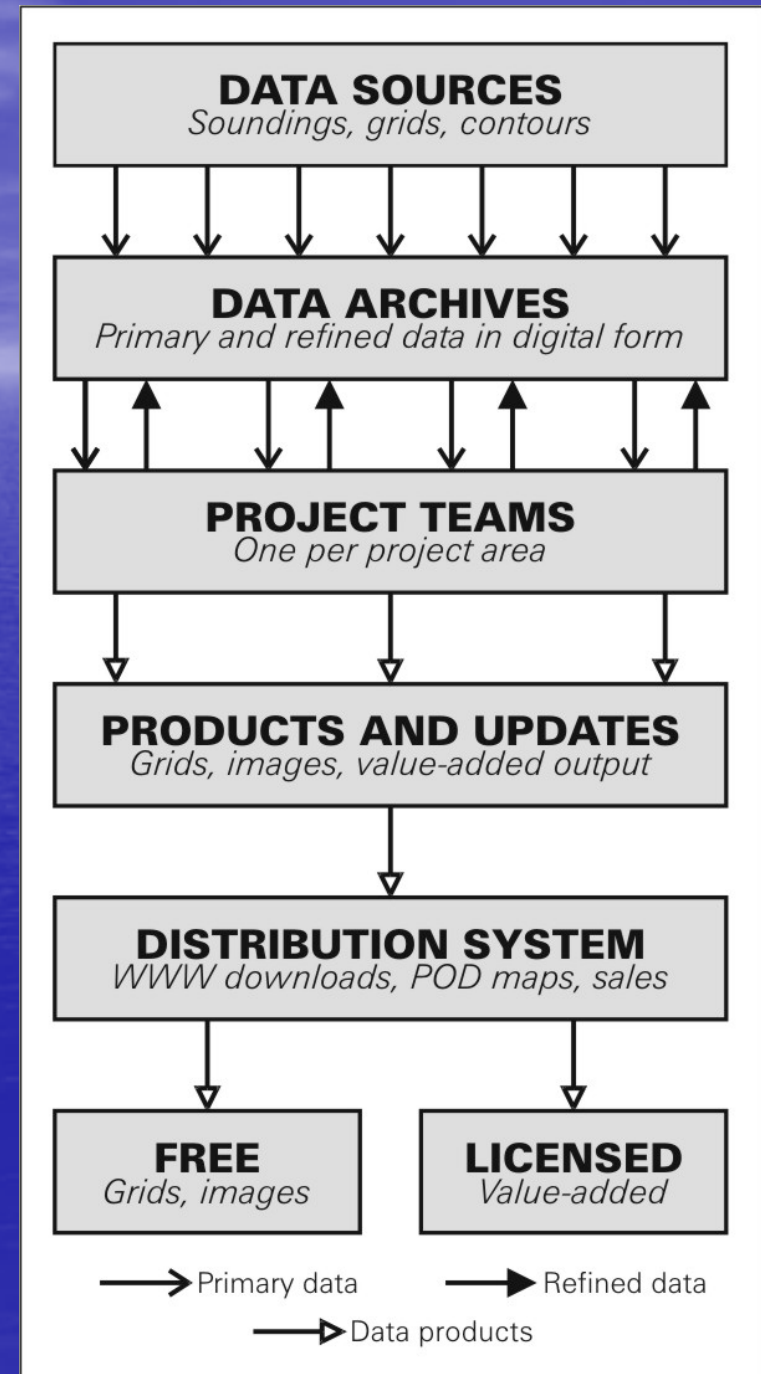 DATA SOURCES
Soundings, grids, contours
DATA ARCHIVES
Primary and refined data in digital form
PROJECT TEAMS
One per project area
PRODUCTS AND UPDATES
Grids, images, value-added output
DISTRIBUTION SYSTEM
WWW downloads, POD maps, sales
FREE
Grids, images
LICENSED
Value-added
Primary data
Refined data
Data products